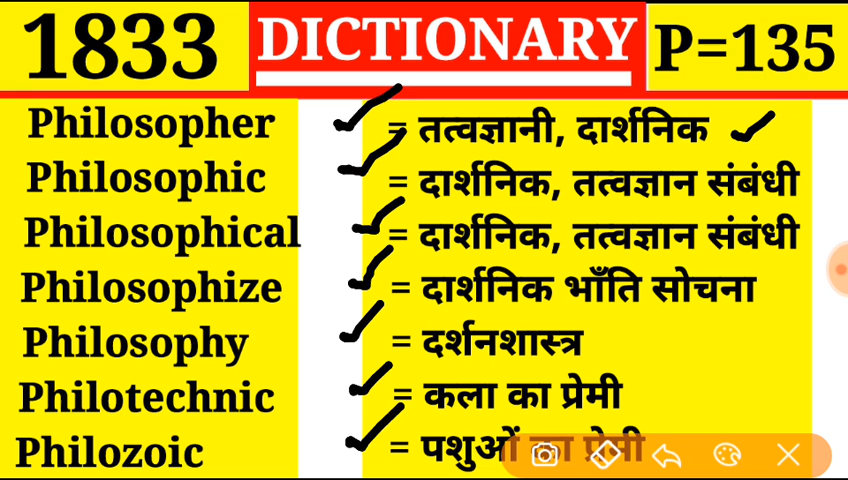 1833 DICTIONARY P=135
Philosopher = तत्वज्ञानी, दार्शनिक
Philosophic = दार्शनिक, तत्वज्ञान संबंधी
Philosophical = दार्शनिक, तत्वज्ञान संबंधी
Philosophize = दार्शनिक भाँति सोचना
Philosophy = दर्शनशास्त्र
Philotechnic = कला का प्रेमी
Philozoic = पशुओं का प्रेमी